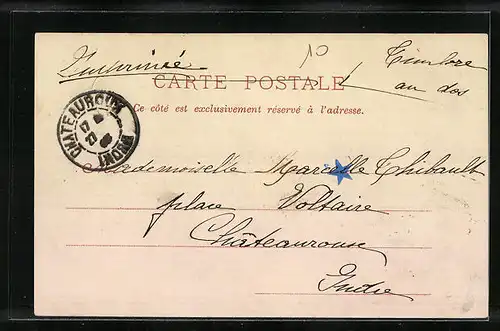 Imprimé
10
Timbre
au dos
CARTE POSTALE
Ce côté est exclusivement réservé à l'adresse.
CHATEAUROUX
INDRE
Mademoiselle Marcelle Thibault
place Voltaire
Châteauroux
Indre